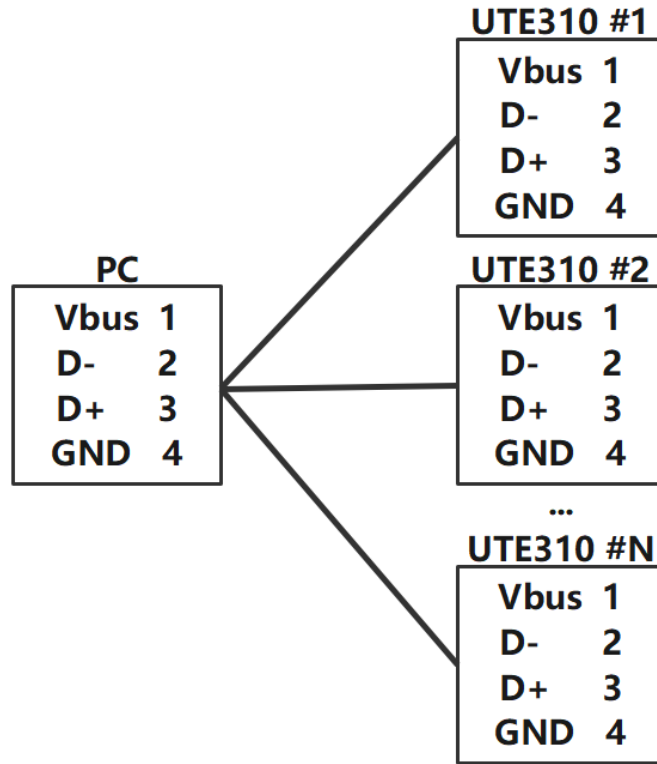 UTE310 #1
Vbus 1
D- 2
D+ 3
GND 4
PC
Vbus 1
D- 2
D+ 3
GND 4
UTE310 #2
Vbus 1
D- 2
D+ 3
GND 4
...
UTE310 #N
Vbus 1
D- 2
D+ 3
GND 4